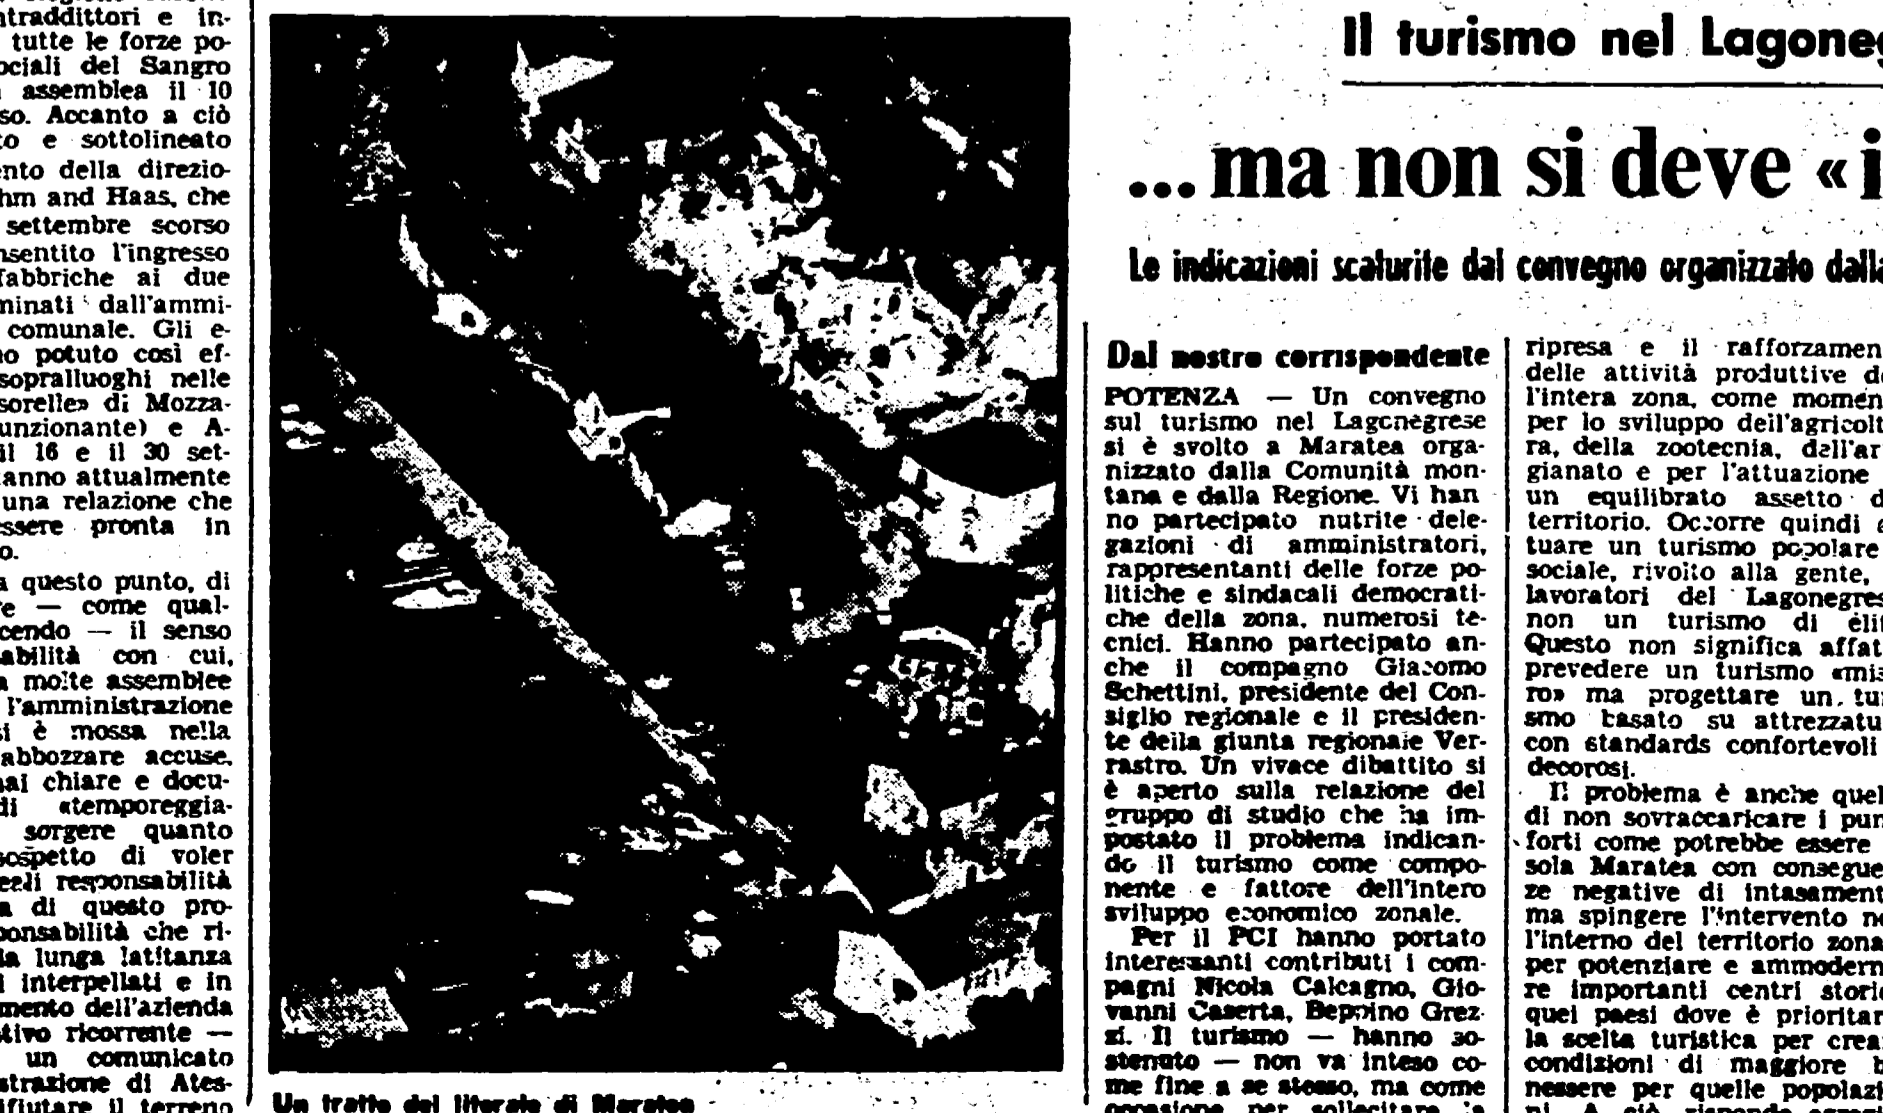 ntraddittori e in-
tutte le forze po-
ociali del Sangro
assemblea il 10
so. Accanto a ciò
to e sottolineato
ento della direzio-
hm and Haas, che
settembre scorso
nsentito l'ingresso
fabbriche ai due
minati dall'ammi-
comunale. Gli e-
no potuto così ef-
sopralluoghi nelle
sorelle» di Mozza-
unzionante) e A-
il 16 e il 30 set-
anno attualmente
una relazione che
essere pronta in
o.
a questo punto, di
re — come qual-
cendo — il senso
abilità con cui,
a molte assemblee
l'amministrazione
si è mossa nella
abbozzare accuse,
nai chiare e docu-
di «temporeggia-
sorgere quanto
sospetto di voler
egli responsabilità
a di questo pro-
ponsabilità che ri-
la lunga latitanza
i interpellati e in
mento dell'azienda
tivo ricorrente —
un comunicato
strazione di Ates-
ifiutare il terreno
Un tratto del litorale di Maratea
Il turismo nel Lagoneg
... ma non si deve « i
Le indicazioni scaturite dal convegno organizzato dalla
Dal nostro corrispondente
POTENZA — Un convegno
sul turismo nel Lagonegrese
si è svolto a Maratea orga-
nizzato dalla Comunità mon-
tana e dalla Regione. Vi han
no partecipato nutrite dele-
gazioni di amministratori,
rappresentanti delle forze po-
litiche e sindacali democrati-
che della zona, numerosi te-
cnici. Hanno partecipato an-
che il compagno Giacomo
Schettini, presidente del Con-
siglio regionale e il presiden-
te della giunta regionale Ver-
rastro. Un vivace dibattito si
è aperto sulla relazione del
gruppo di studio che ha im-
postato il problema indican-
do il turismo come compo-
nente e fattore dell'intero
sviluppo economico zonale.
Per il PCI hanno portato
interessanti contributi i com-
pagni Nicola Calcagno, Gio-
vanni Caserta, Beppino Grez-
zi. Il turismo — hanno so-
stenuto — non va inteso co-
me fine a se stesso, ma come
occasione per sollecitare la
ripresa e il rafforzamen
delle attività produttive de
l'intera zona, come momen
per lo sviluppo dell'agricolt
ra, della zootecnia, dell'ar
gianato e per l'attuazione
un equilibrato assetto d
territorio. Occorre quindi a
tuare un turismo popolare
sociale, rivolto alla gente,
lavoratori del Lagonegres
non un turismo di élit
Questo non significa affat
prevedere un turismo «mis
ro» ma progettare un tur
smo basato su attrezzatu
con standards confortevoli
decorosi.
Il problema è anche quel
di non sovraccaricare i pun
forti come potrebbe essere
sola Maratea con consegue
ze negative di intasament
ma spingere l'intervento ne
l'interno del territorio zona
per potenziare e ammodern
re importanti centri storic
quei paesi dove è prioritar
la scelta turistica per crea
condizioni di maggiore b
nessere per quelle popolazi
ni. A ciò